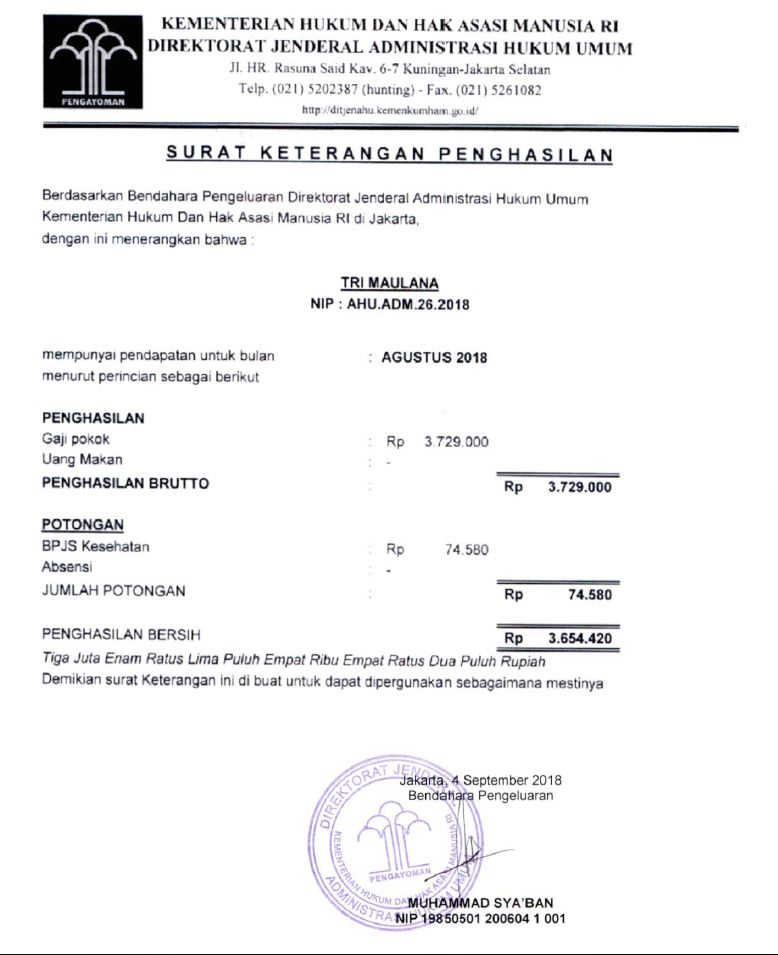 KEMENTERIAN HUKUM DAN HAK ASASI MANUSIA RI
DIREKTORAT JENDERAL ADMINISTRASI HUKUM UMUM
Jl. HR. Rasuna Said Kav. 6-7 Kuningan-Jakarta Selatan
Telp. (021) 5202387 (hunting) - Fax. (021) 5261082
http://ditjenahu.kemenkumham.go.id/
PENGAYOMAN
SURAT KETERANGAN PENGHASILAN
Berdasarkan Bendahara Pengeluaran Direktorat Jenderal Administrasi Hukum Umum
Kementerian Hukum Dan Hak Asasi Manusia RI di Jakarta,
dengan ini menerangkan bahwa :
TRI MAULANA
NIP : AHU.ADM.26.2018
mempunyai pendapatan untuk bulan : AGUSTUS 2018
menurut perincian sebagai berikut
PENGHASILAN
Gaji pokok : Rp 3.729.000
Uang Makan : -
PENGHASILAN BRUTTO : Rp 3.729.000
POTONGAN
BPJS Kesehatan : Rp 74.580
Absensi : -
JUMLAH POTONGAN : Rp 74.580
PENGHASILAN BERSIH Rp 3.654.420
Tiga Juta Enam Ratus Lima Puluh Empat Ribu Empat Ratus Dua Puluh Rupiah
Demikian surat Keterangan ini di buat untuk dapat dipergunakan sebagaimana mestinya
Jakarta, 4 September 2018
Bendahara Pengeluaran
DIREKTORAT JENDERAL
ADMINISTRASI HUKUM UMUM
KEMENTERIAN HUKUM DAN HAK ASASI MANUSIA RI
PENGAYOMAN
MUHAMMAD SYA'BAN
NIP 19850501 200604 1 001